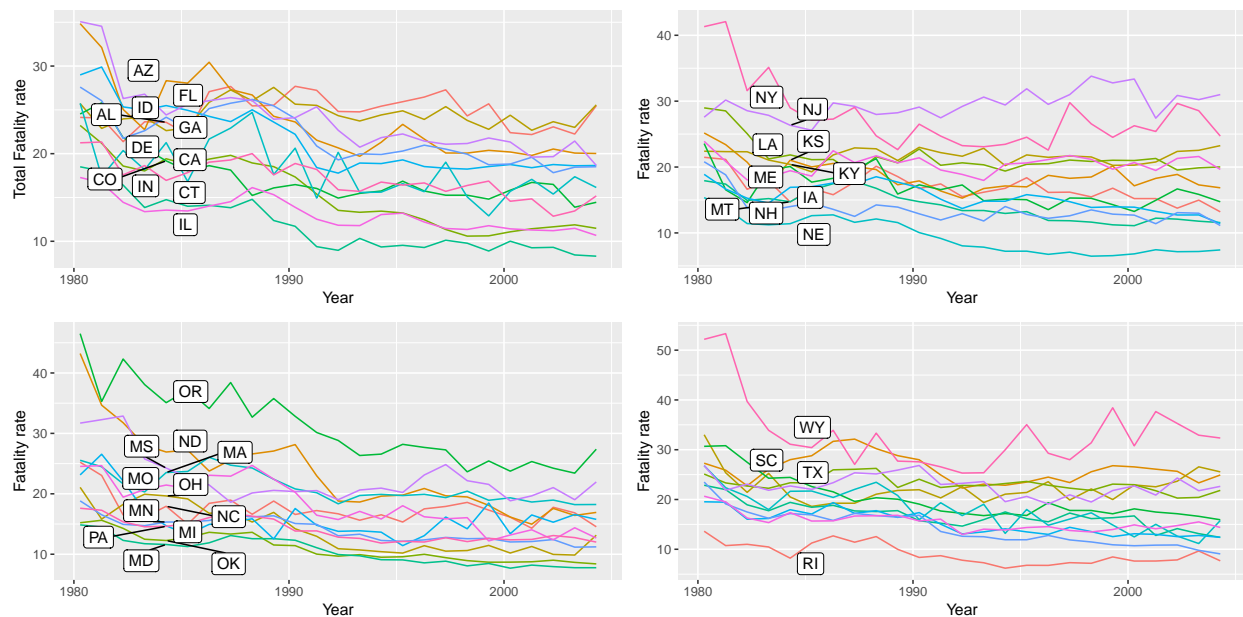 Total Fatality rate
30
20
10
AZ
FL
AL
ID
GA
DE
CA
CO
IN
CT
IL
1980
1990
2000
Year
Fatality rate
40
30
20
10
NY
NJ
LA
KS
ME
KY
MT
NH
IA
NE
1980
1990
2000
Year
Fatality rate
40
30
20
10
OR
MS
ND
MA
MO
OH
MN
NC
PA
MI
MD
OK
1980
1990
2000
Year
Fatality rate
50
40
30
20
10
WY
SC
TX
RI
1980
1990
2000
Year